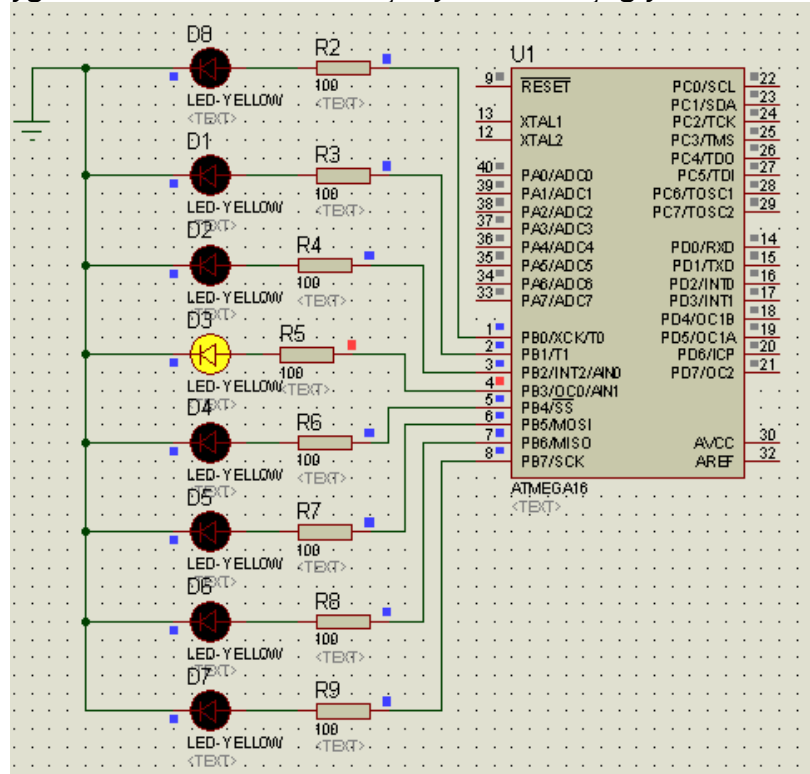 D8
R2
LED-YELLOW
100
<TEXT>
<TEXT>
D1
R3
LED-YELLOW
100
<TEXT>
<TEXT>
D2
R4
LED-YELLOW
100
<TEXT>
<TEXT>
D3
R5
LED-YELLOW
100
<TEXT>
<TEXT>
D4
R6
LED-YELLOW
100
<TEXT>
<TEXT>
D5
R7
LED-YELLOW
100
<TEXT>
<TEXT>
D6
R8
LED-YELLOW
100
<TEXT>
<TEXT>
D7
R9
LED-YELLOW
100
<TEXT>
<TEXT>
U1
9 RESET
13 XTAL1
12 XTAL2
40 PA0/ADC0
39 PA1/ADC1
38 PA2/ADC2
37 PA3/ADC3
36 PA4/ADC4
35 PA5/ADC5
34 PA6/ADC6
33 PA7/ADC7
1 PB0/XCK/T0
2 PB1/T1
3 PB2/INT2/AIN0
4 PB3/OC0/AIN1
5 PB4/SS
6 PB5/MOSI
7 PB6/MISO
8 PB7/SCK
PC0/SCL 22
PC1/SDA 23
PC2/TCK 24
PC3/TMS 25
PC4/TDO 26
PC5/TDI 27
PC6/TOSC1 28
PC7/TOSC2 29
PD0/RXD 14
PD1/TXD 15
PD2/INT0 16
PD3/INT1 17
PD4/OC1B 18
PD5/OC1A 19
PD6/ICP 20
PD7/OC2 21
AVCC 30
AREF 32
ATMEGA16
<TEXT>